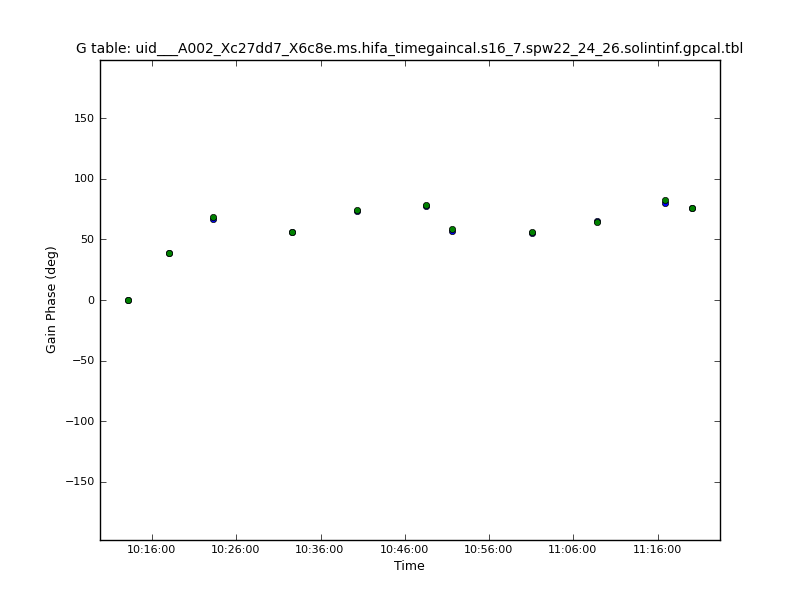 G table: uid___A002_Xc27dd7_X6c8e.ms.hifa_timegaincal.s16_7.spw22_24_26.solintinf.gpcal.tbl
150
100
50
0
−50
−100
−150
Gain Phase (deg)
10:16:00 10:26:00 10:36:00 10:46:00 10:56:00 11:06:00 11:16:00
Time